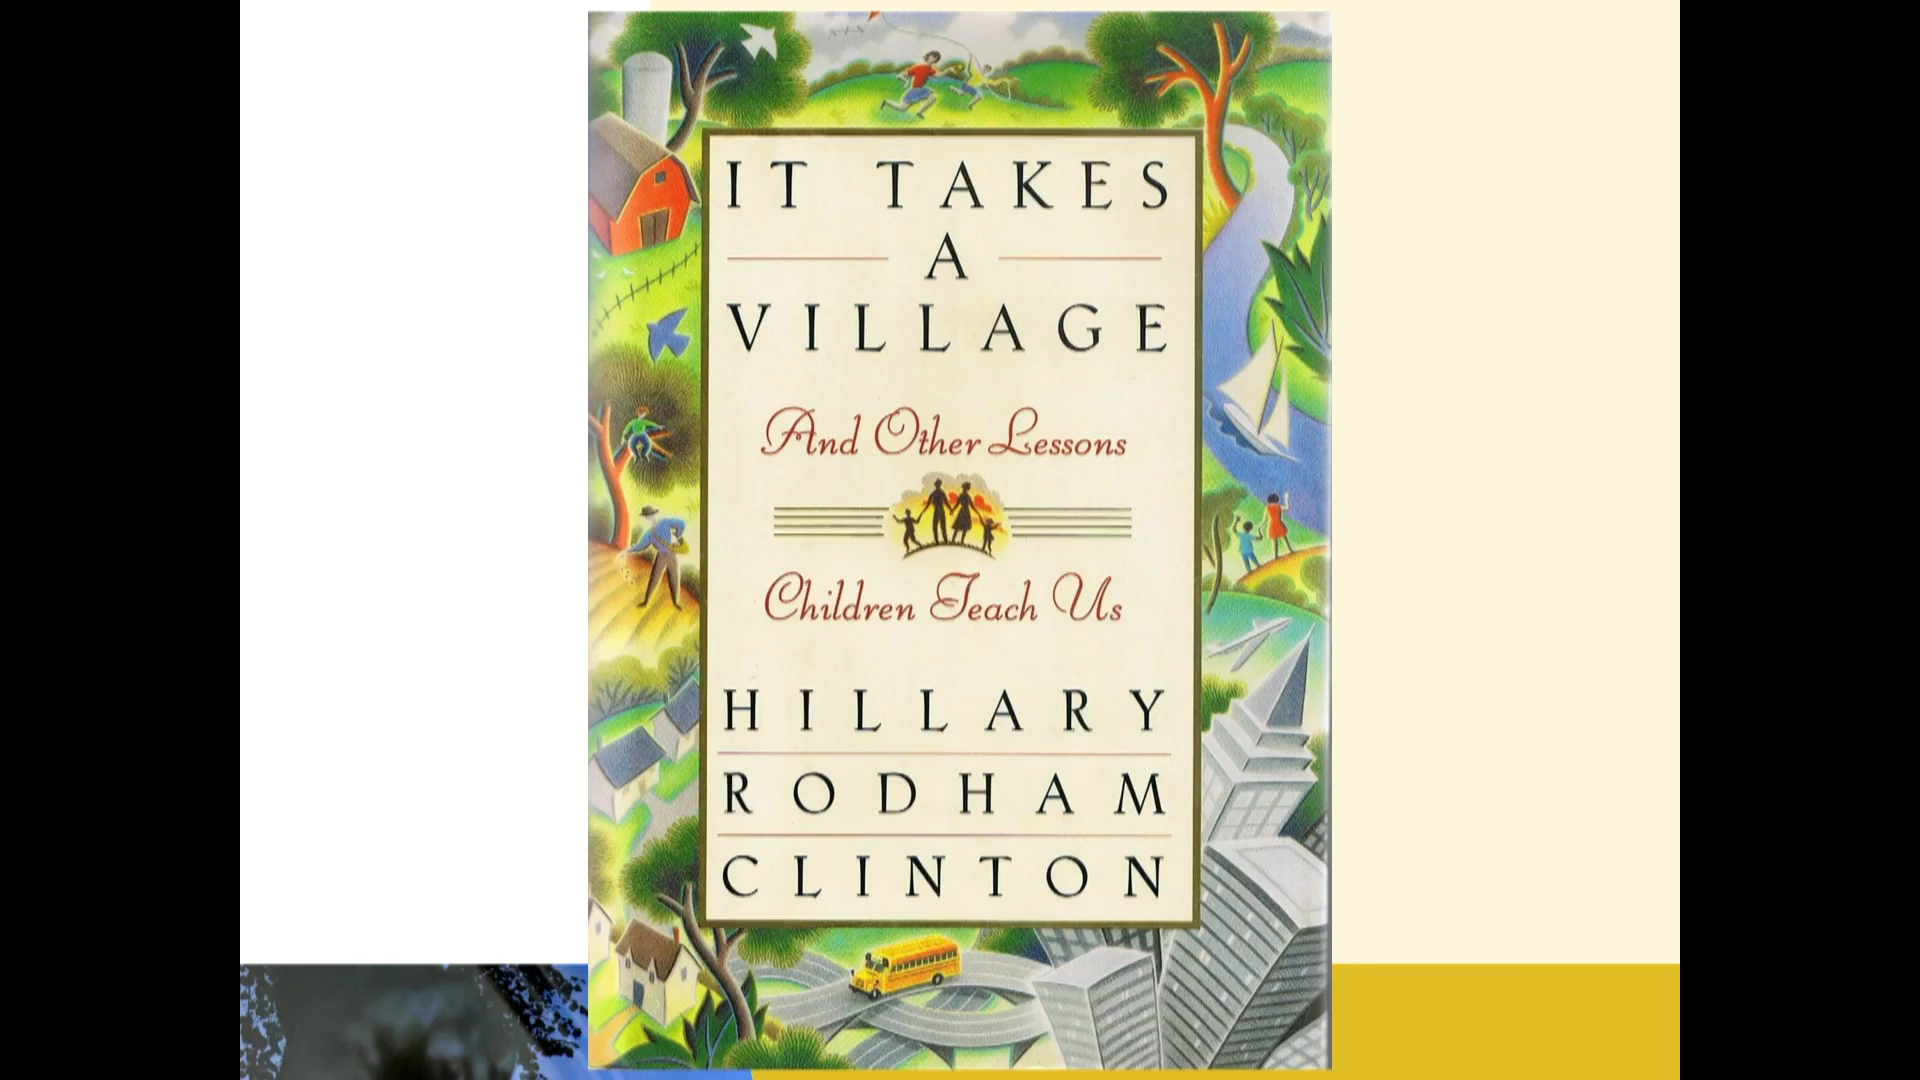 IT TAKES
A
VILLAGE
And Other Lessons
Children Teach Us
HILLARY
RODHAM
CLINTON